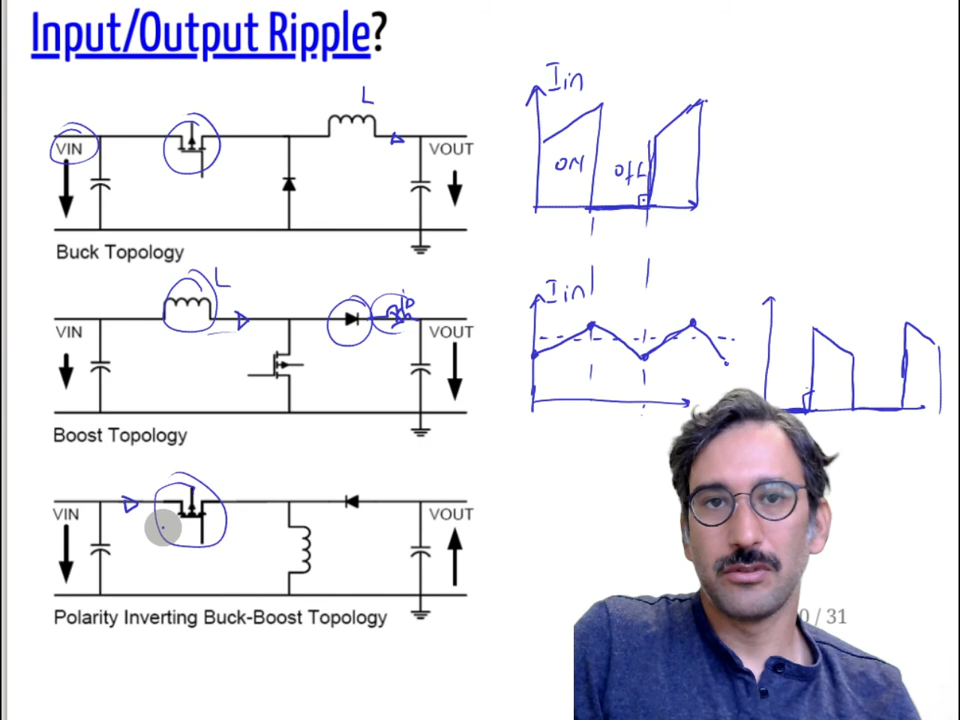 Input/Output Ripple?
L
VIN
VOUT
Buck Topology
L
VIN
VOUT
Boost Topology
VIN
VOUT
Polarity Inverting Buck-Boost Topology
Iin
ON
Off
Iin
0 / 31